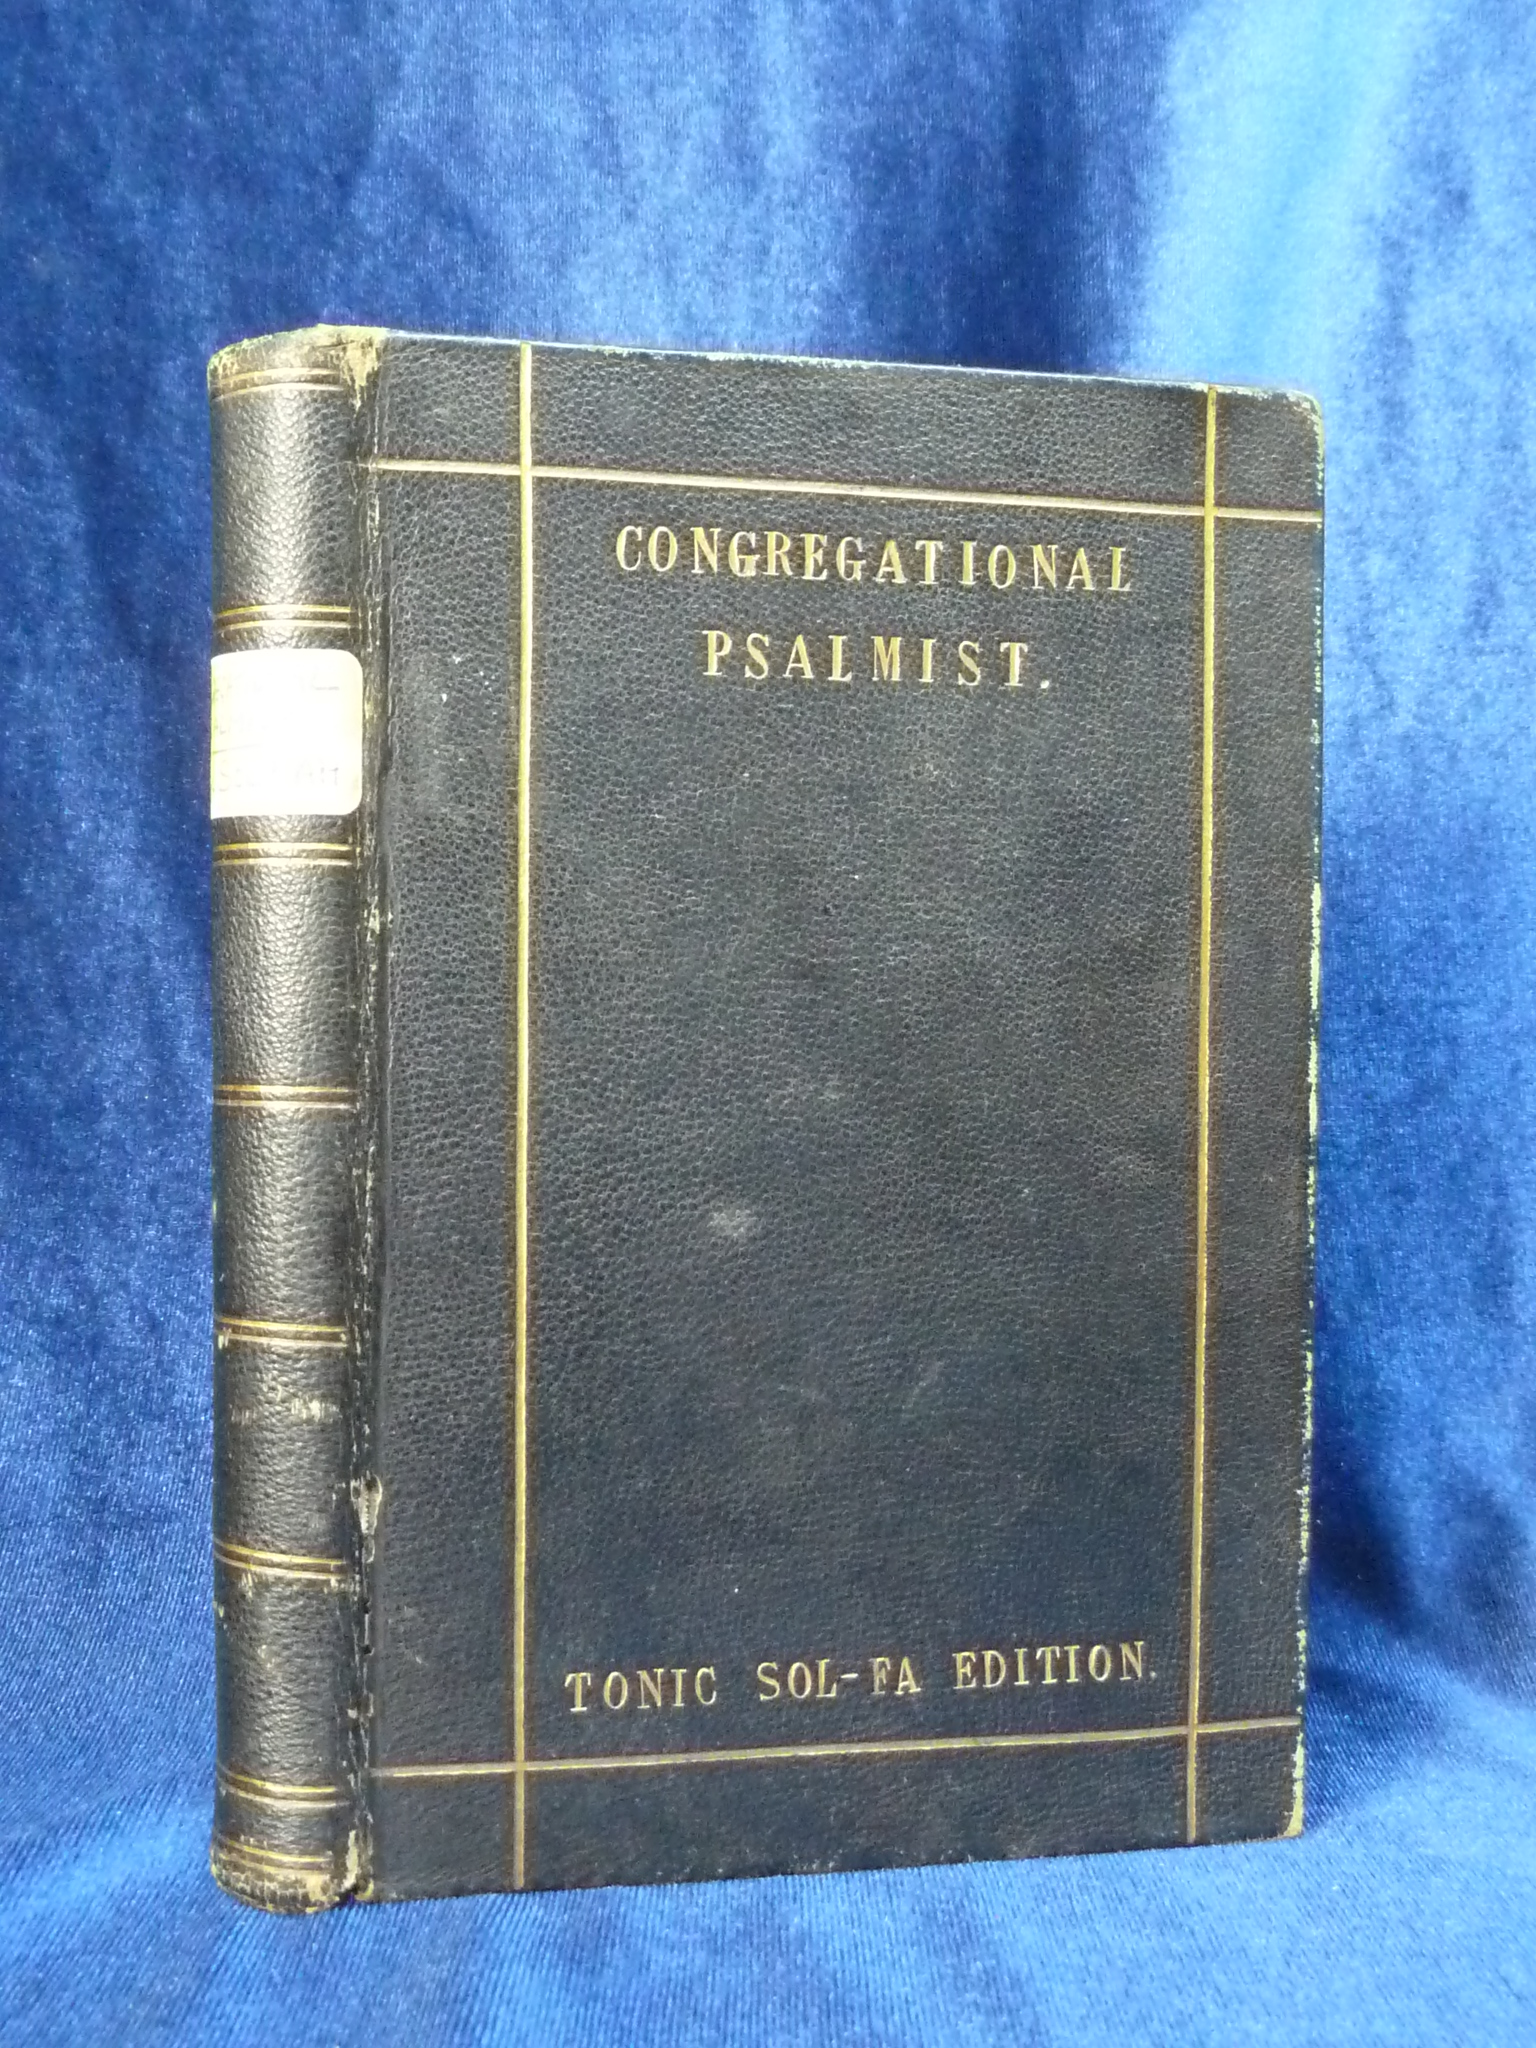 CONGREGATIONAL
PSALMIST.
TONIC SOL-FA EDITION.